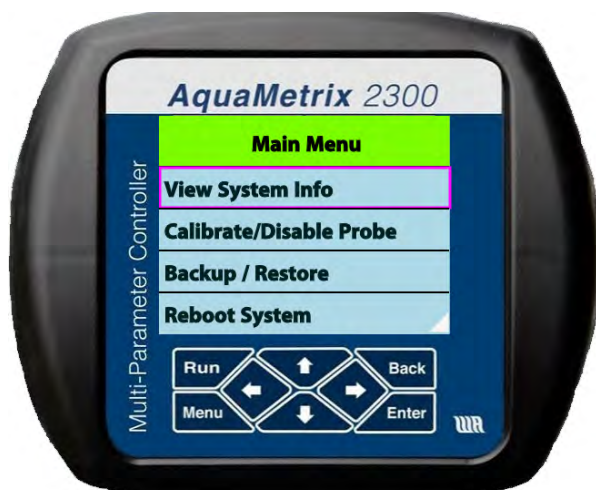 AquaMetrix 2300
Multi-Parameter Controller
Main Menu
View System Info
Calibrate/Disable Probe
Backup / Restore
Reboot System
Run
Back
Menu
Enter